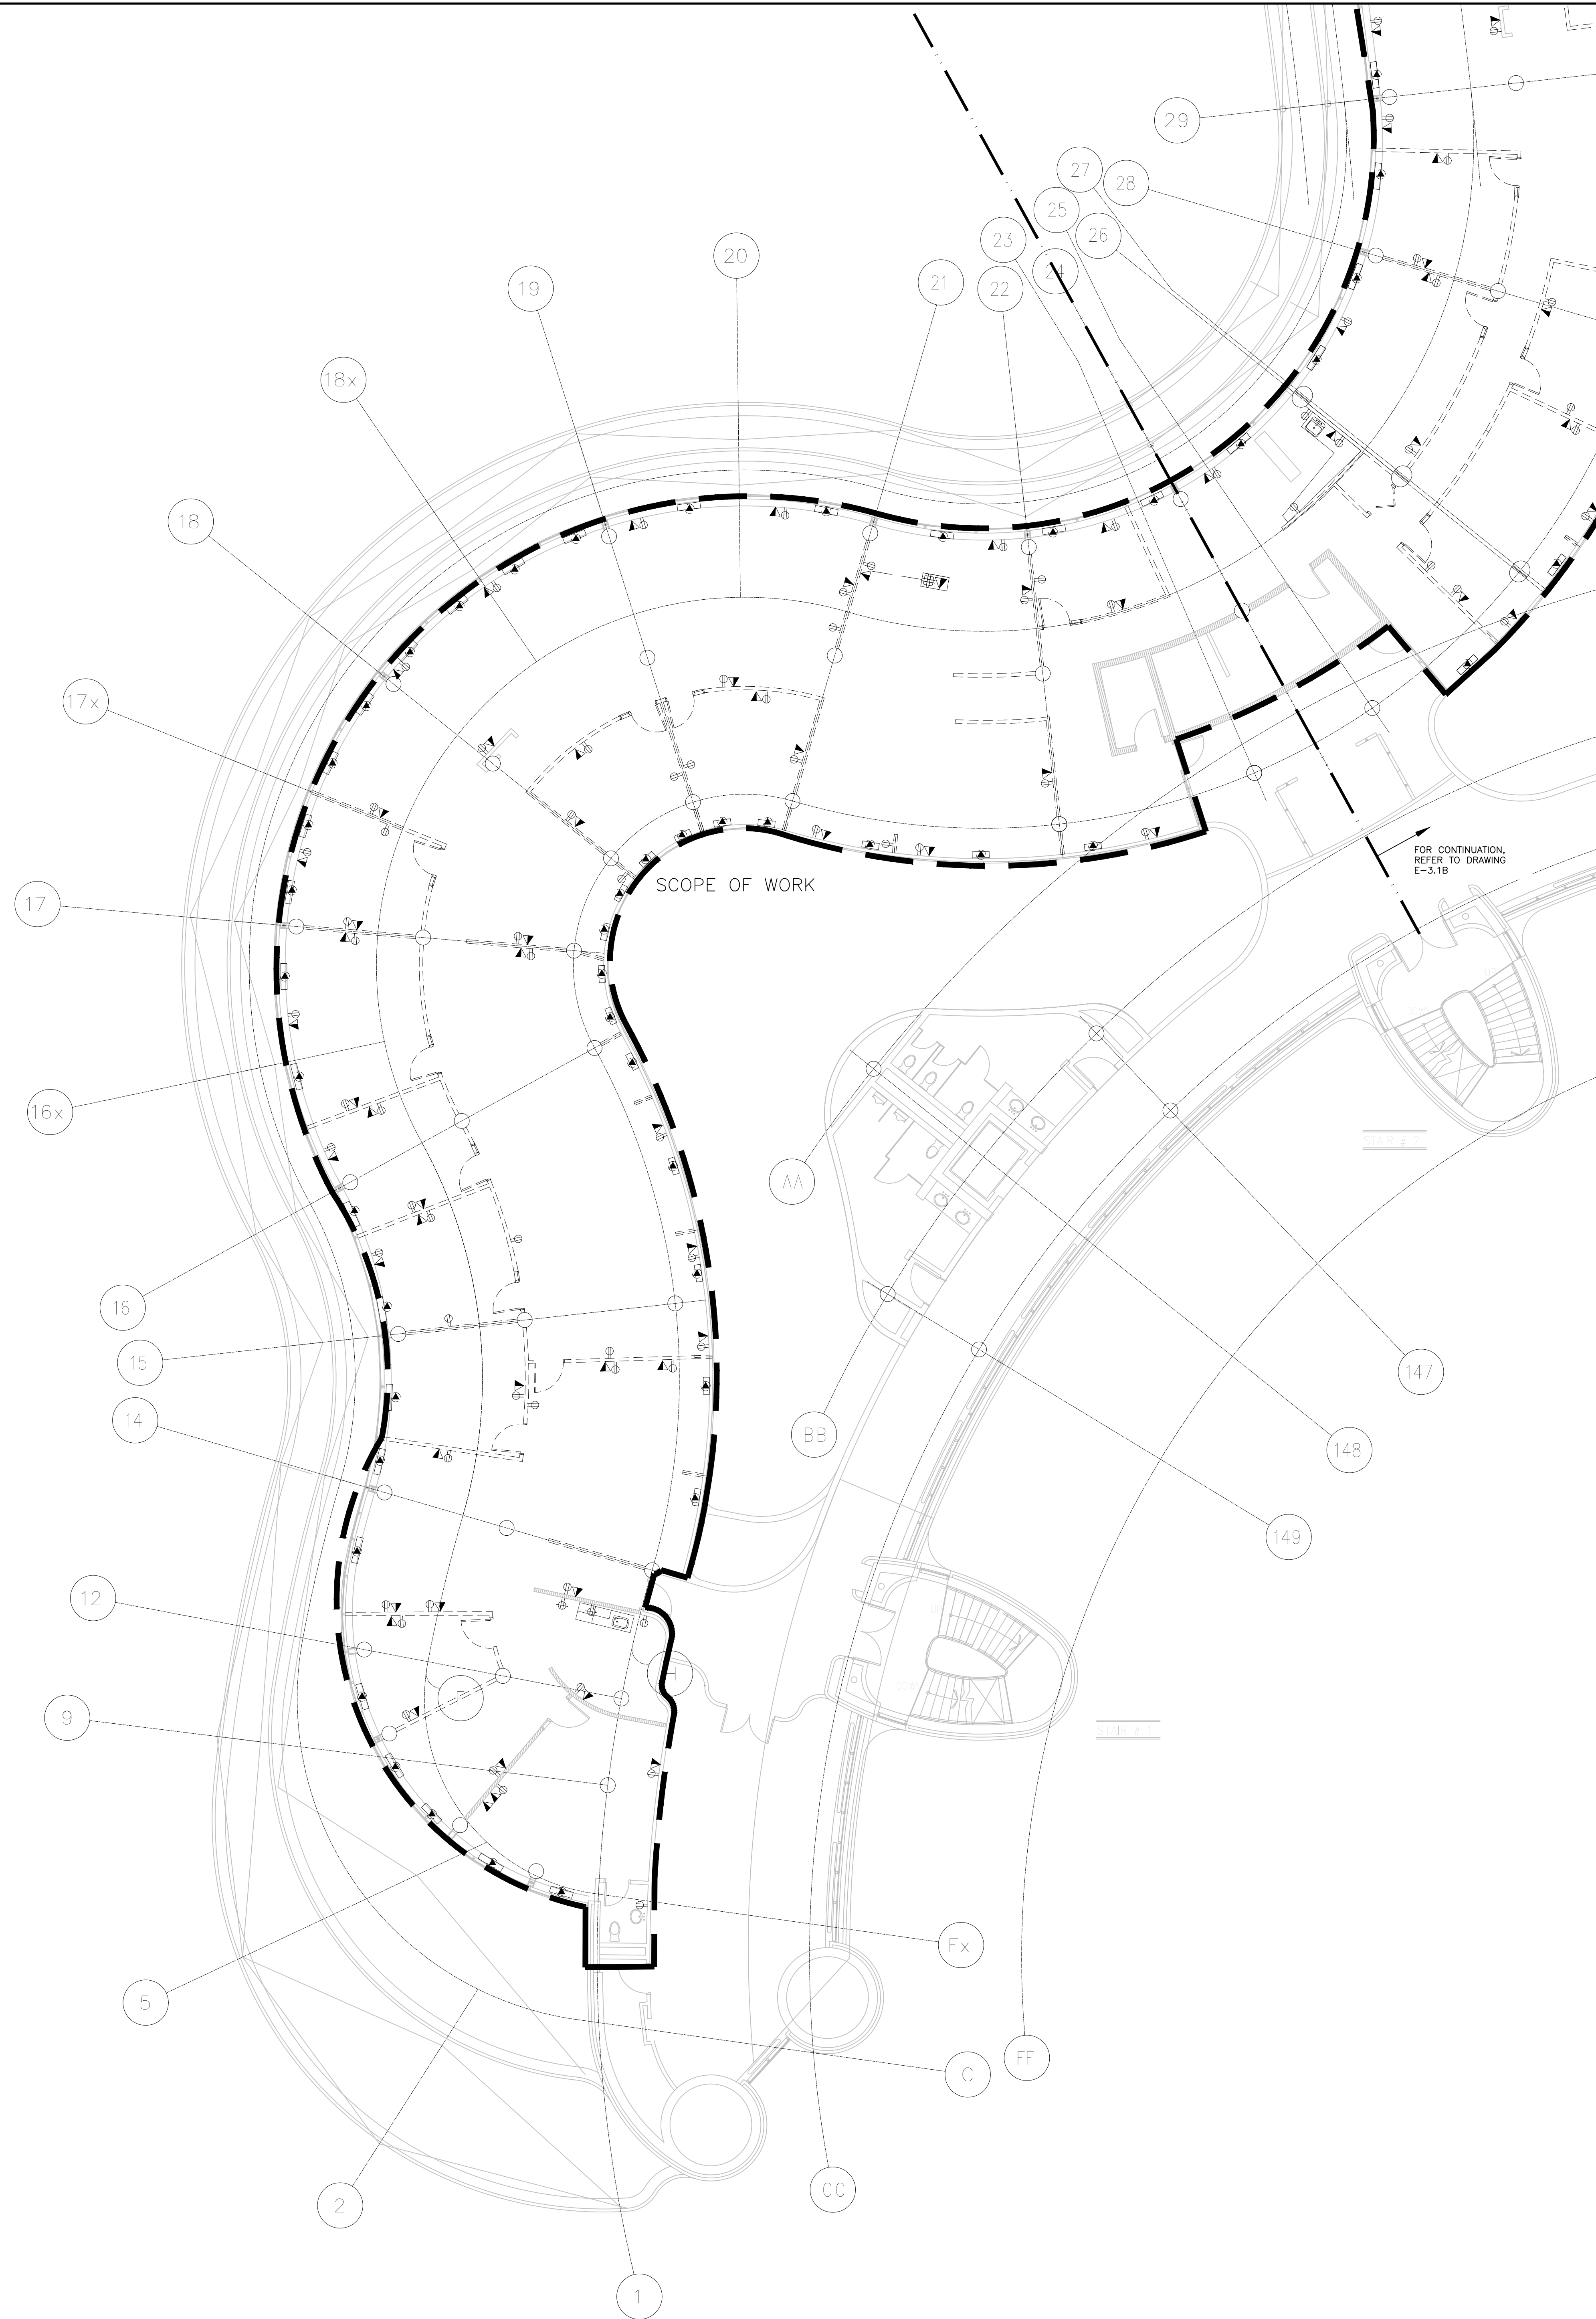 29
27
28
25
23
26
24
20
19
21
22
18x
18
17x
17
SCOPE OF WORK
FOR CONTINUATION,
REFER TO DRAWING
E-3.1B
16x
STAIR # 2
AA
16
15
147
14
BB
148
149
12
H
F
9
STAIR # 1
Fx
5
FF
C
CC
2
1